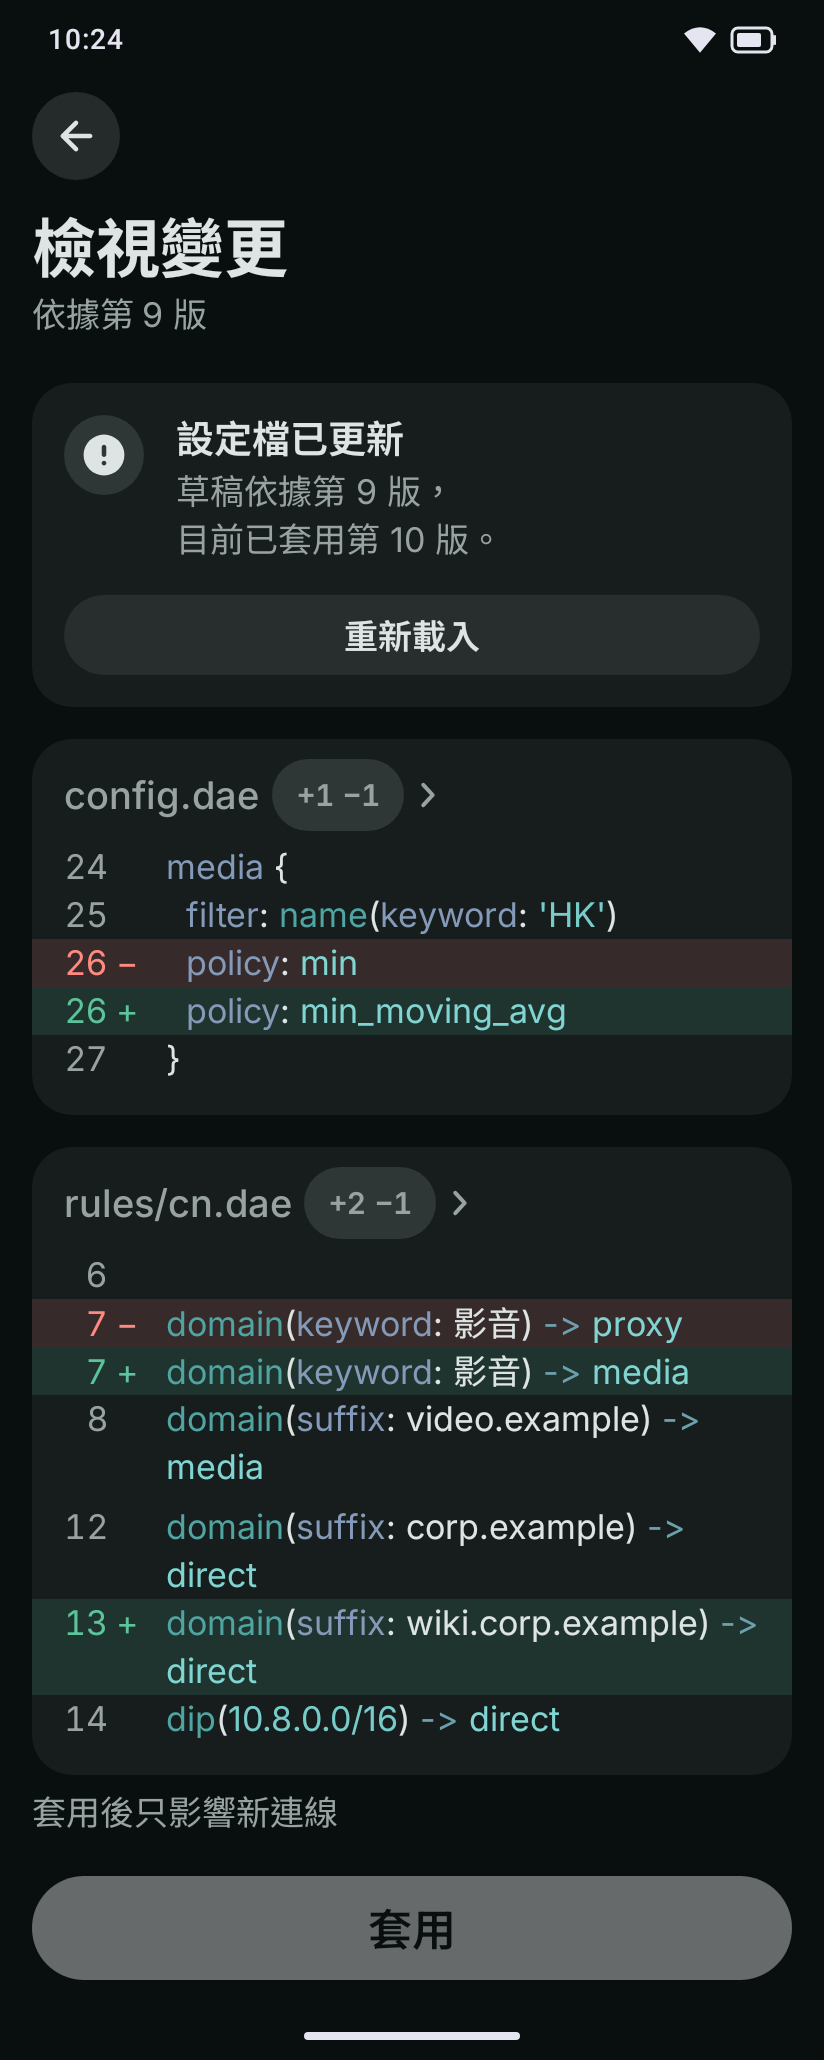 10:24
檢視變更
依據第 9 版
設定檔已更新
草稿依據第 9 版，
目前已套用第 10 版。
重新載入
config.dae +1 −1
24 media {
25 filter: name(keyword: 'HK')
26 − policy: min
26 + policy: min_moving_avg
27 }
rules/cn.dae +2 −1
6
7 − domain(keyword: 影音) -> proxy
7 + domain(keyword: 影音) -> media
8 domain(suffix: video.example) ->
media
12 domain(suffix: corp.example) ->
direct
13 + domain(suffix: wiki.corp.example) ->
direct
14 dip(10.8.0.0/16) -> direct
套用後只影響新連線
套用